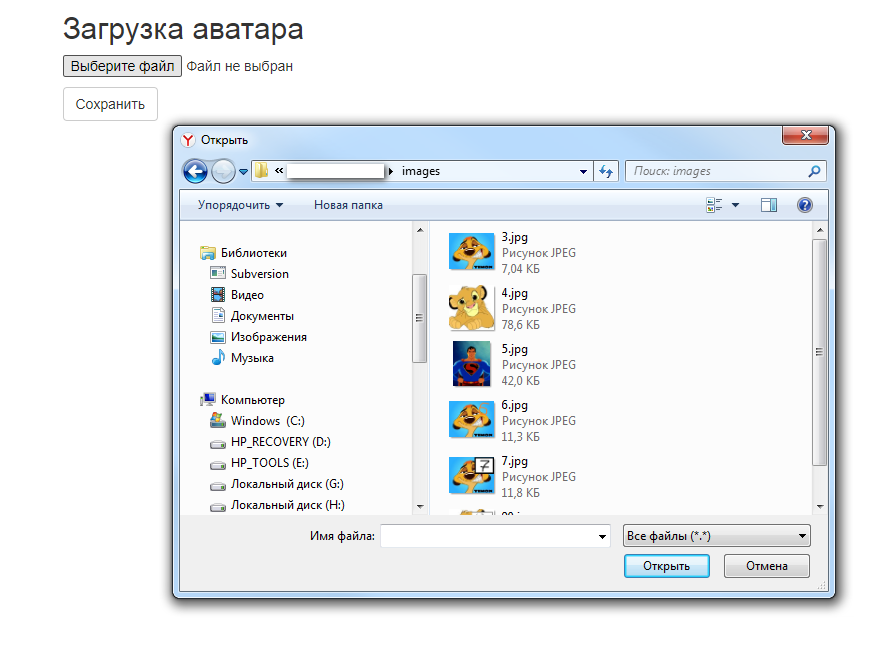 Загрузка аватара
Выберите файл Файл не выбран
Сохранить
Открыть
« images
Поиск: images
Упорядочить Новая папка
Библиотеки
Subversion
Видео
Документы
Изображения
Музыка
Компьютер
Windows (C:)
HP_RECOVERY (D:)
HP_TOOLS (E:)
Локальный диск (G:)
Локальный диск (H:)
3.jpg
Рисунок JPEG
7,04 КБ
4.jpg
Рисунок JPEG
78,6 КБ
5.jpg
Рисунок JPEG
42,0 КБ
6.jpg
Рисунок JPEG
11,3 КБ
7
7.jpg
Рисунок JPEG
11,8 КБ
Имя файла:
Все файлы (*.*)
Открыть
Отмена